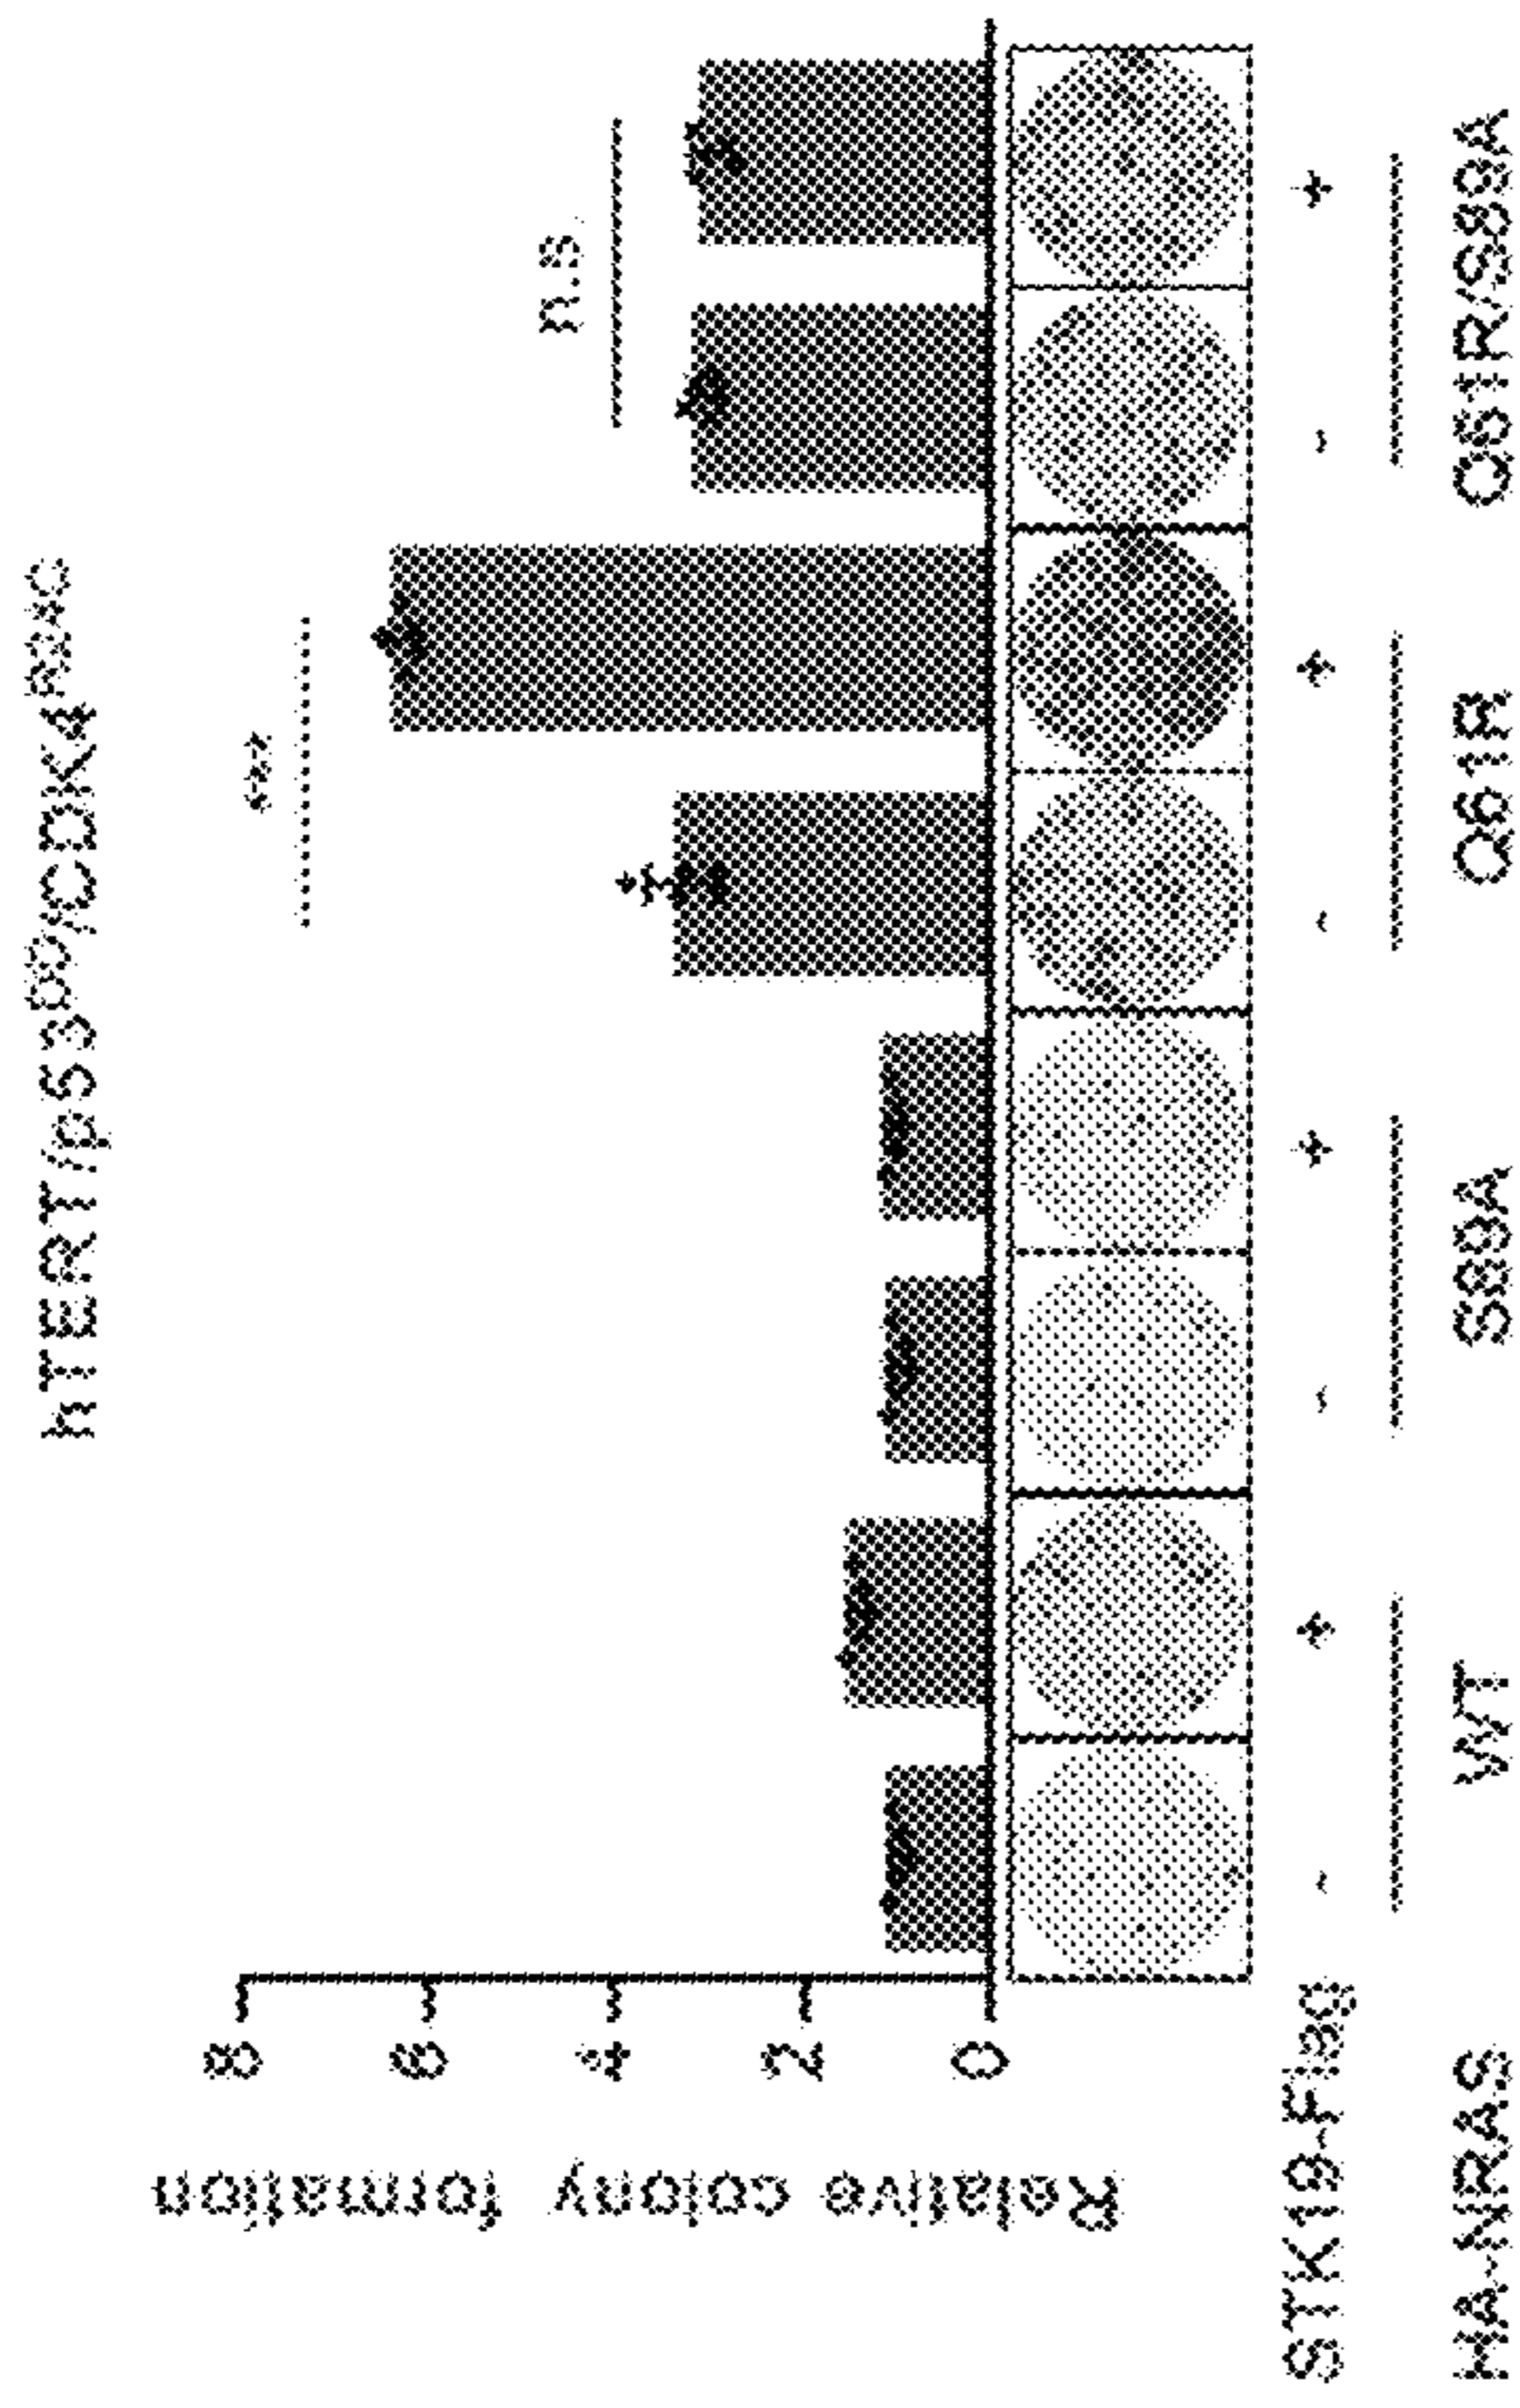 hTERT/p53DD/CDK4R24C
Relative colony formation
8
6
4
2
0
**
n.s
STK19-Flag - + - + - + - +
HA-NRAS WT S89A Q61R Q61R/S89A